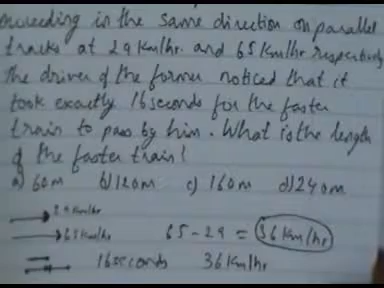 proceeding in the same direction on parallel
tracks at 29 Km/hr. and 65 Km/hr respectively
The driver of the former noticed that it
took exactly 16 seconds for the faster
train to pass by him. What is the length
of the faster train?
a) 60m b) 120m c) 160m d) 240m
29 Km/hr
65 Km/hr 65-29 = 36 Km/hr
16 seconds 36 Km/hr